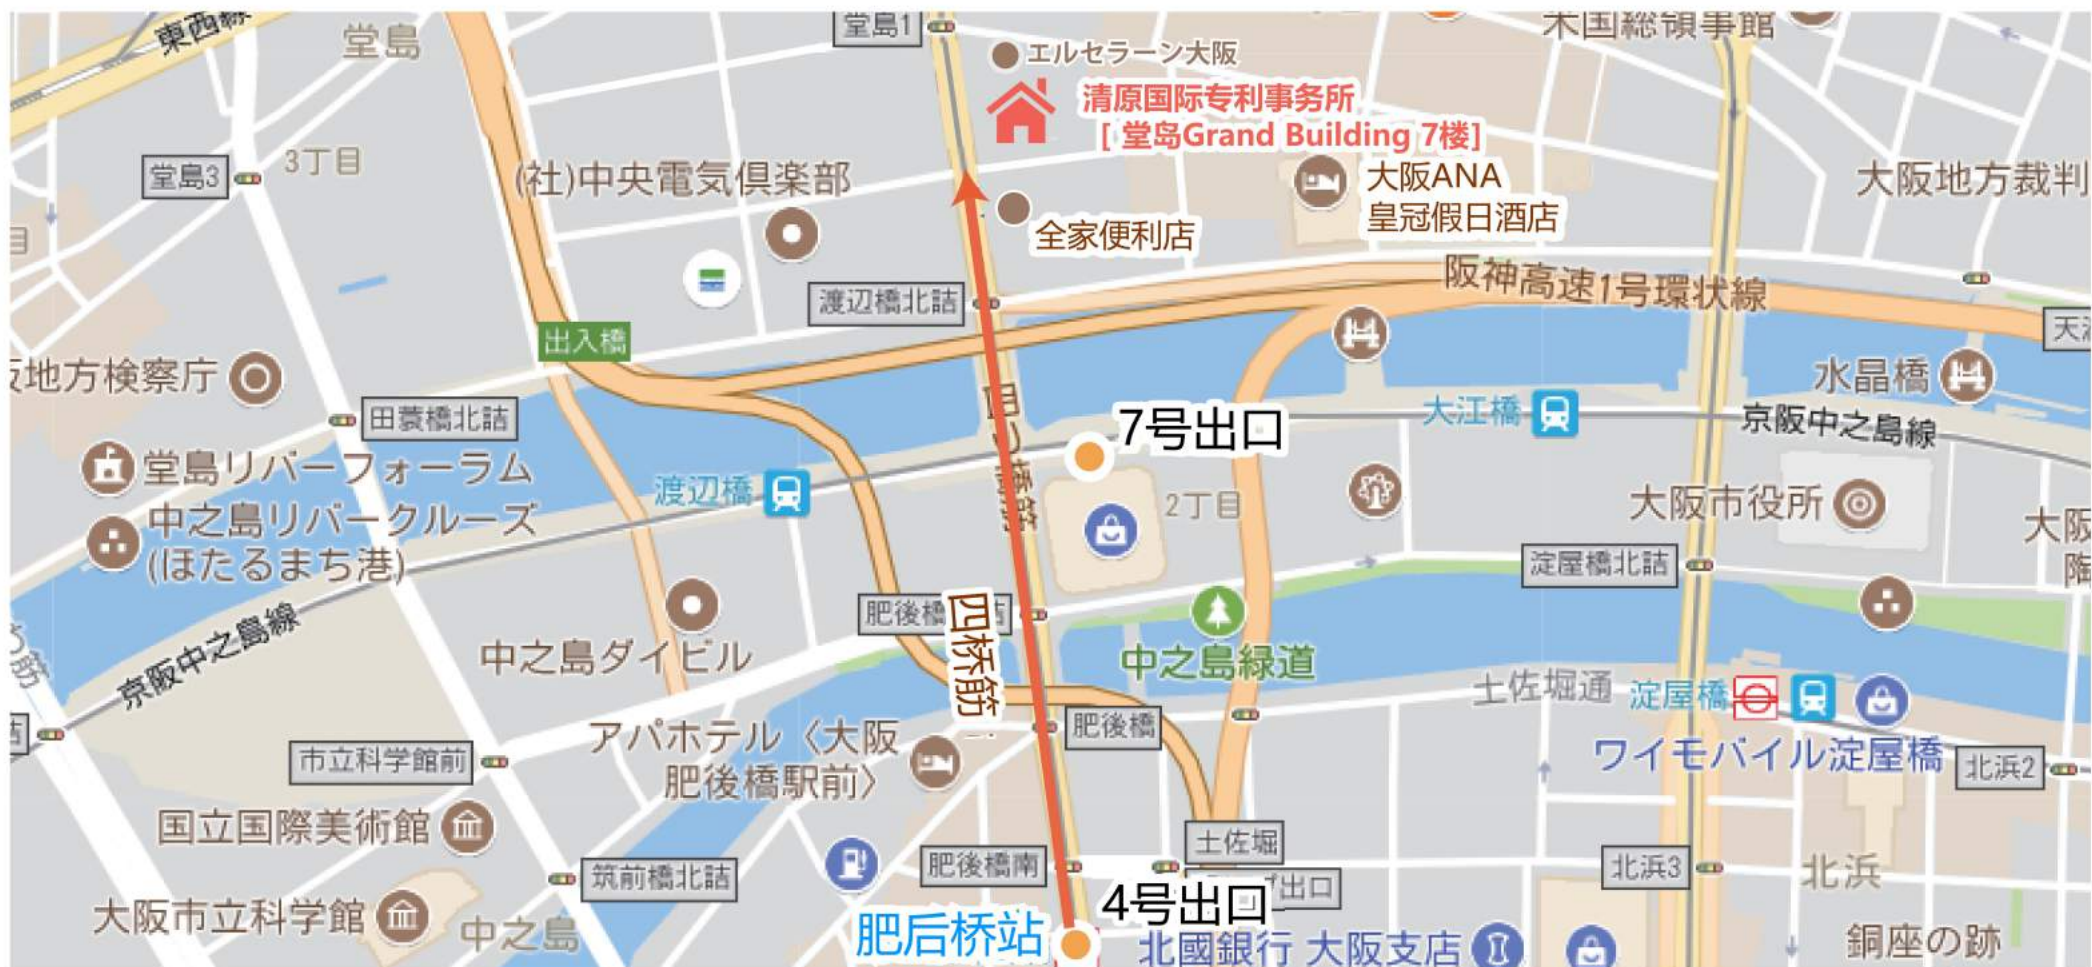 東西線
堂島
堂島1
エルセラーン大阪
米国総領事館
清原国际专利事务所
[ 堂岛Grand Building 7楼]
堂島3
3丁目
(社)中央電気倶楽部
大阪ANA
皇冠假日酒店
大阪地方裁判
全家便利店
目
渡辺橋北詰
阪神高速1号環状線
出入橋
天
地方検察庁
水晶橋
田蓑橋北詰
四つ橋筋
7号出口
大江橋
京阪中之島線
堂島リバーフォーラム
渡辺橋
2丁目
大阪市役所
中之島リバークルーズ
(ほたるまち港)
大阪
陶
淀屋橋北詰
肥後橋
四桥筋
京阪中之島線
筋
中之島ダイビル
中之島緑道
土佐堀通
淀屋橋
アパホテル〈大阪
肥後橋駅前〉
肥後橋
市立科学館前
ワイモバイル淀屋橋
北浜2
国立国際美術館
土佐堀
肥後橋南
北浜3
北浜
筑前橋北詰
出口
4号出口
大阪市立科学館
中之島
肥后桥站
北國銀行 大阪支店
銅座の跡